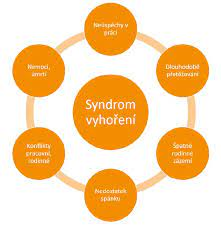 Neúspěchy v
práci
Dlouhodobé
přetěžování
Špatné
rodinné
zázemí
Nedostatek
spánku
Konflikty
pracovní,
rodinné
Nemoci,
úmrtí
Syndrom
vyhoření